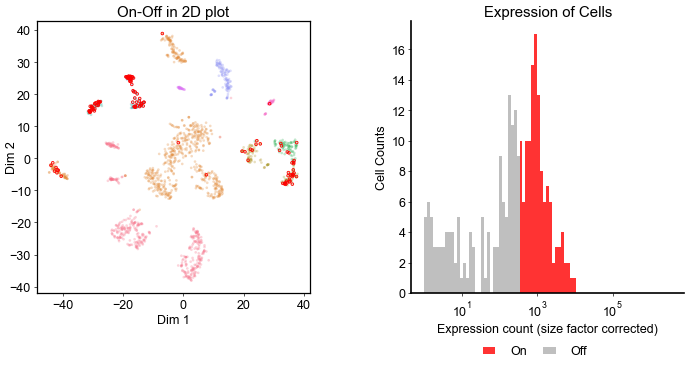 On-Off in 2D plot
40
30
20
10
0
−10
−20
−30
−40
Dim 2
−40 −20 0 20 40
Dim 1
Expression of Cells
16
14
12
10
8
6
4
2
0
Cell Counts
10^1 10^3 10^5
Expression count (size factor corrected)
On Off